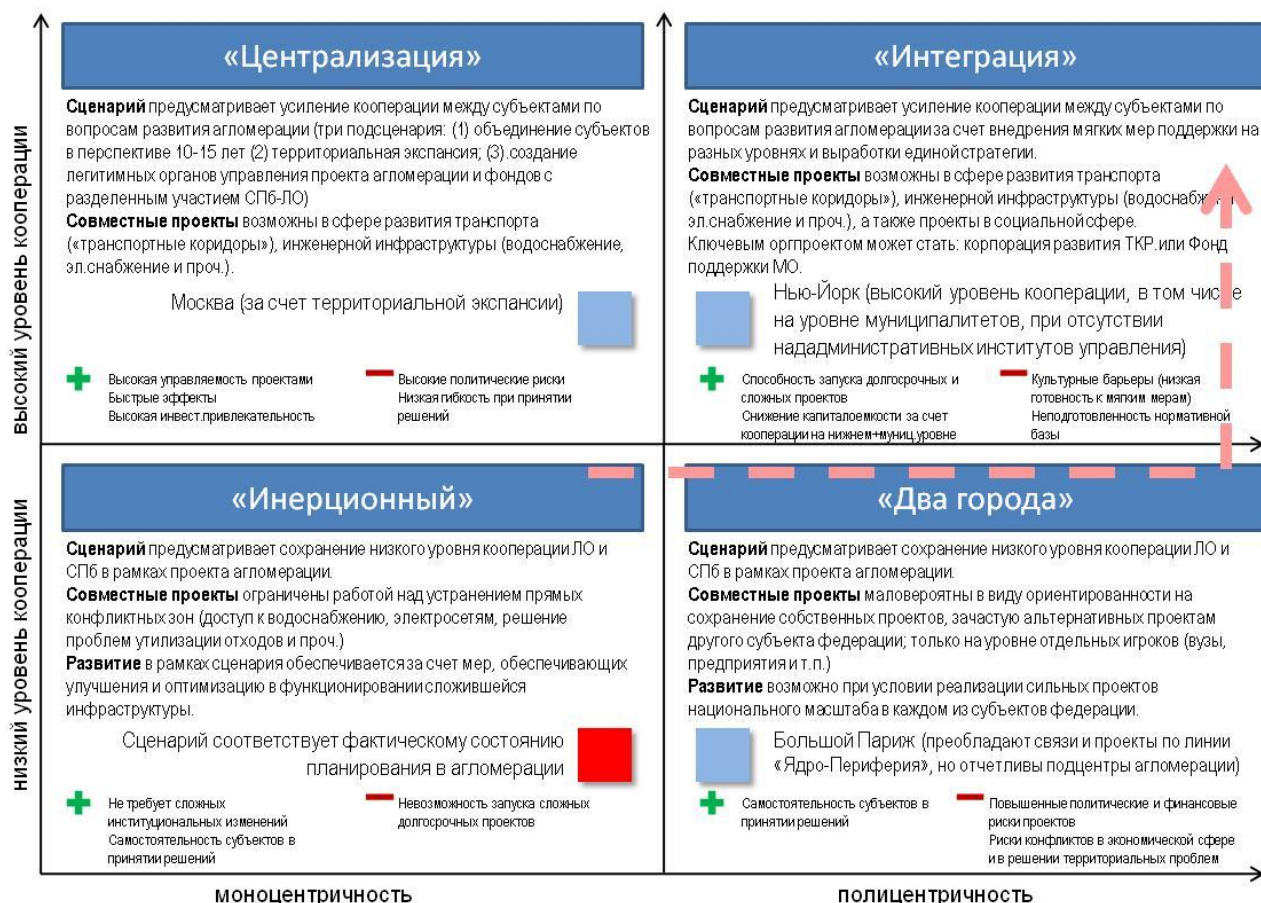 высокий уровень кооперации
«Централизация»
Сценарий предусматривает усиление кооперации между субъектами по
вопросам развития агломерации (три подсценария: (1) объединение субъектов
в перспективе 10-15 лет (2) территориальная экспансия; (3).создание
легитимных органов управления проекта агломерации и фондов с
разделенным участием СПб-ЛО)
Совместные проекты возможны в сфере развития транспорта
(«транспортные коридоры»), инженерной инфраструктуры (водоснабжение,
эл.снабжение и проч.).
Москва (за счет территориальной экспансии)
Высокая управляемость проектами
Быстрые эффекты
Высокая инвест.привлекательность
Высокие политические риски
Низкая гибкость при принятии
решений
«Интеграция»
Сценарий предусматривает усиление кооперации между субъектами по
вопросам развития агломерации за счет внедрения мягких мер поддержки на
разных уровнях и выработки единой стратегии.
Совместные проекты возможны в сфере развития транспорта
(«транспортные коридоры»), инженерной инфраструктуры
эл.снабжение и проч.), а также проекты в социальной сфере.
Ключевым оргпроектом может стать: корпорация развития ТКР.или Фонд
поддержки МО.
Нью-Йорк (высокий уровень кооперации, в том числе
на уровне муниципалитетов, при отсутствии
нададминистративных институтов управления)
Способность запуска долгосрочных и
сложных проектов
Снижение капиталоемкости за счет
кооперации на нижнем+муниц.уровне
Культурные барьеры (низкая
готовность к мягким мерам)
Неподготовленность нормативной
базы
низкий уровень кооперации
«Инерционный»
Сценарий предусматривает сохранение низкого уровня кооперации ЛО и
СПб в рамках проекта агломерации.
Совместные проекты ограничены работой над устранением прямых
конфликтных зон (доступ к водоснабжению, электросетям, решение
проблем утилизации отходов и проч.)
Развитие в рамках сценария обеспечивается за счет мер, обеспечивающих
улучшения и оптимизацию в функционировании сложившейся
инфраструктуры.
Сценарий соответствует фактическому состоянию
планирования в агломерации
Не требует сложных
институциональных изменений
Самостоятельность субъектов в
принятии решений
Невозможность запуска сложных
долгосрочных проектов
«Два города»
Сценарий предусматривает сохранение низкого уровня кооперации ЛО и
СПб в рамках проекта агломерации.
Совместные проекты маловероятны в виду ориентированности на
сохранение собственных проектов, зачастую альтернативных проектам
другого субъекта федерации; только на уровне отдельных игроков (вузы,
предприятия и т.п.)
Развитие возможно при условии реализации сильных проектов
национального масштаба в каждом из субъектов федерации.
Большой Париж (преобладают связи и проекты по линии
«Ядро-Периферия», но отчетливы подцентры агломерации)
Самостоятельность субъектов в
принятии решений
Повышенные политические и финансовые
риски проектов
Риски конфликтов в экономической сфере
и в решении территориальных проблем
моноцентричность
полицентричность